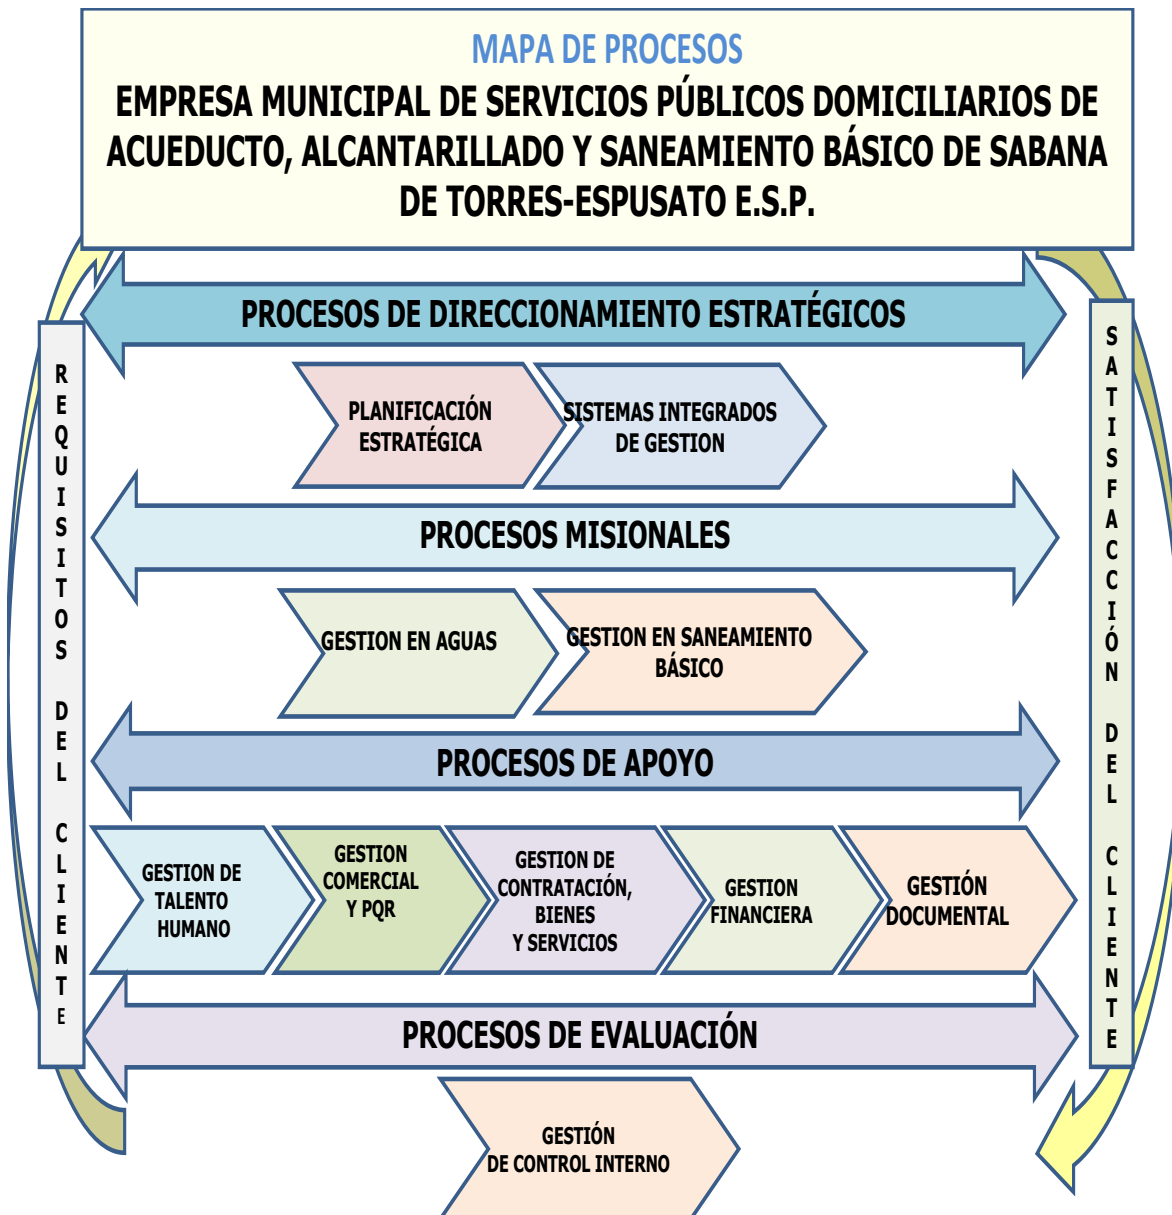 MAPA DE PROCESOS
EMPRESA MUNICIPAL DE SERVICIOS PÚBLICOS DOMICILIARIOS DE
ACUEDUCTO, ALCANTARILLADO Y SANEAMIENTO BÁSICO DE SABANA
DE TORRES-ESPUSATO E.S.P.
PROCESOS DE DIRECCIONAMIENTO ESTRATÉGICOS
REQUISITOS DEL CLIENTE
SATISFACCIÓN DEL CLIENTE
PLANIFICACIÓN
ESTRATÉGICA
SISTEMAS INTEGRADOS
DE GESTION
PROCESOS MISIONALES
GESTION EN AGUAS
GESTION EN SANEAMIENTO
BÁSICO
PROCESOS DE APOYO
GESTION DE
TALENTO
HUMANO
GESTION
COMERCIAL
Y PQR
GESTION DE
CONTRATACIÓN,
BIENES
Y SERVICIOS
GESTION
FINANCIERA
GESTIÓN
DOCUMENTAL
PROCESOS DE EVALUACIÓN
GESTIÓN
DE CONTROL INTERNO